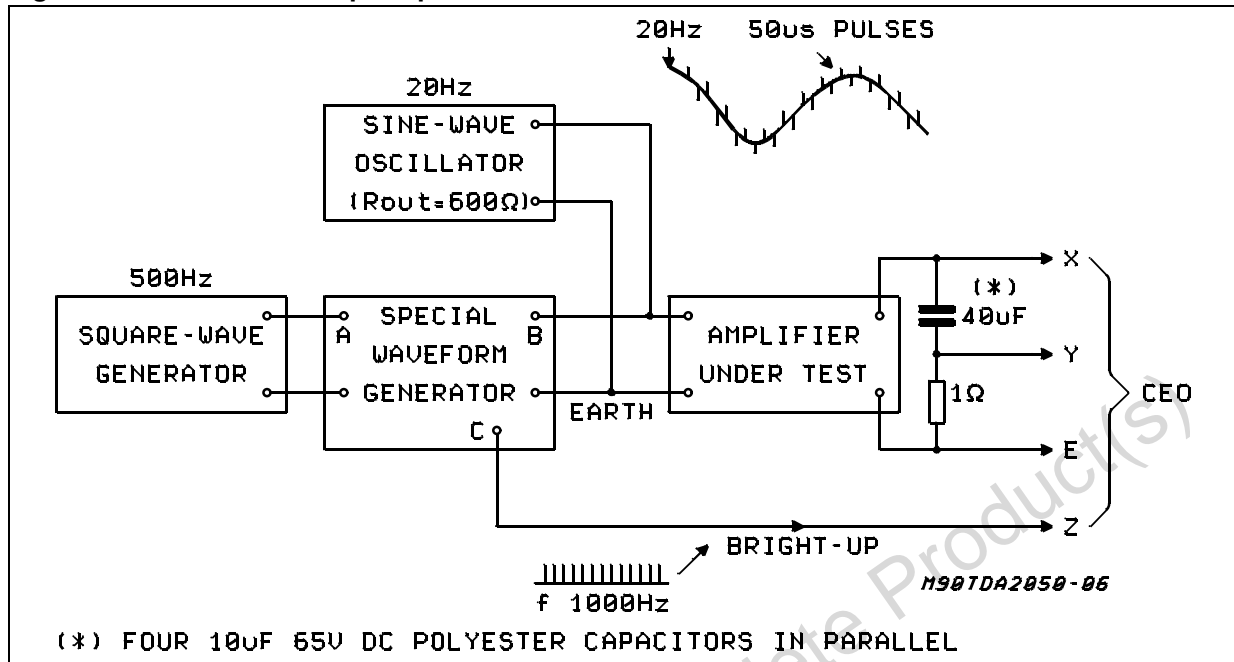 20Hz 50us PULSES
20Hz
SINE-WAVE
OSCILLATOR
(Rout=600Ω)
500Hz
SQUARE-WAVE
GENERATOR
A
SPECIAL
WAVEFORM
GENERATOR
B
C
EARTH
AMPLIFIER
UNDER TEST
(*)
40uF
1Ω
X
Y
E
Z
CEO
BRIGHT-UP
f 1000Hz
M90TDA2050-06
(*) FOUR 10uF 65V DC POLYESTER CAPACITORS IN PARALLEL